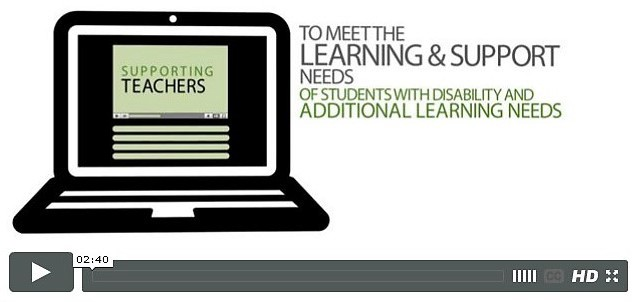 SUPPORTING
TEACHERS
TO MEET THE
LEARNING & SUPPORT
NEEDS
OF STUDENTS WITH DISABILITY AND
ADDITIONAL LEARNING NEEDS
02:40
CC HD